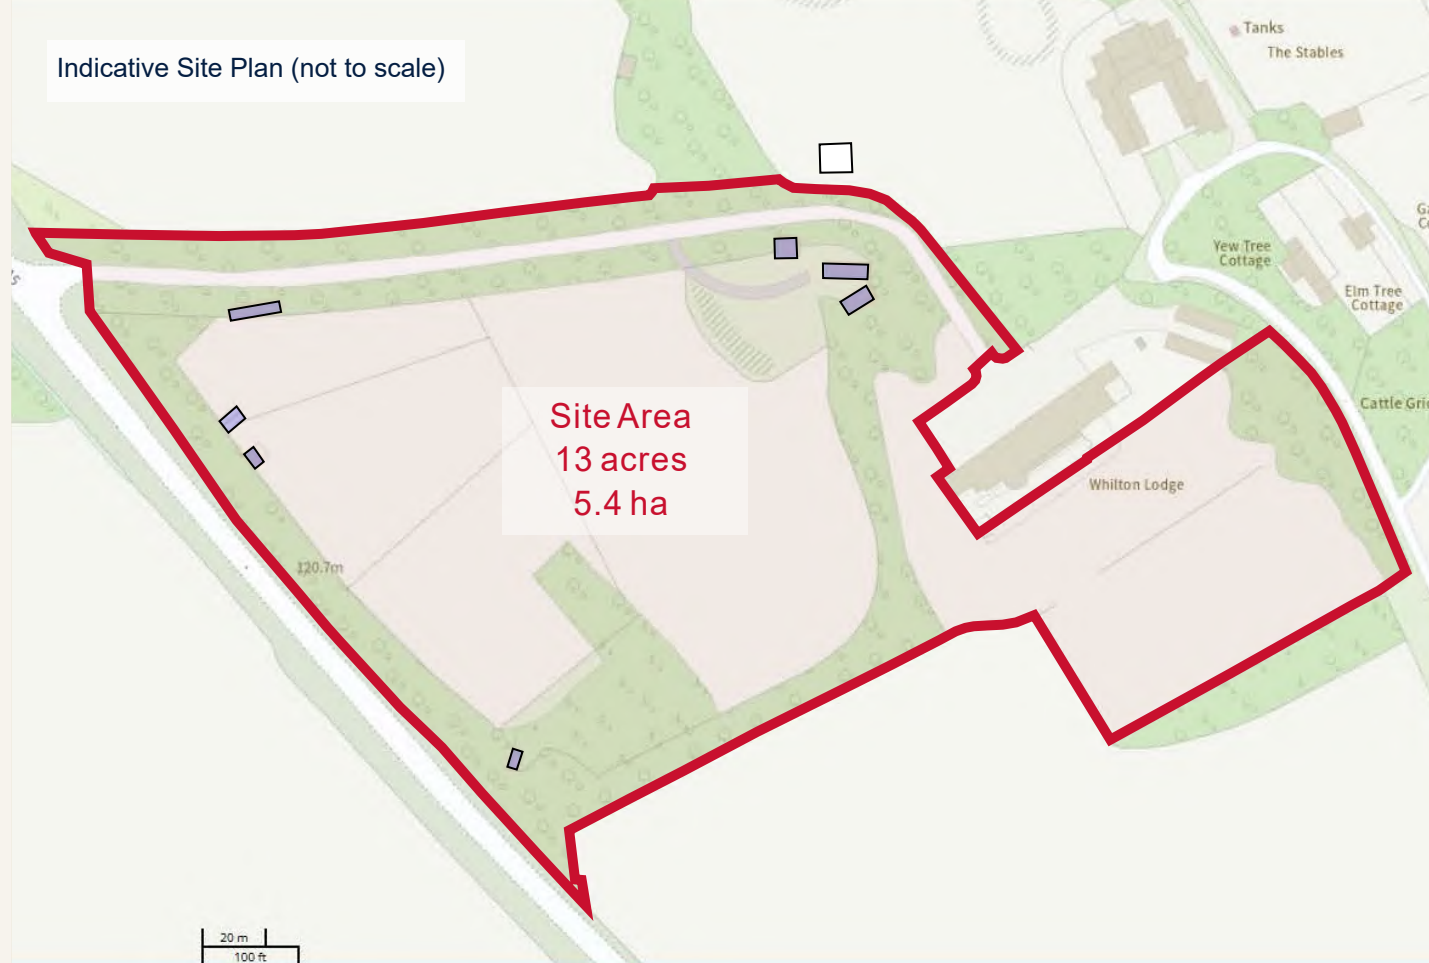 Indicative Site Plan (not to scale)
Tanks
The Stables
Yew Tree
Cottage
Elm Tree
Cottage
Site Area
13 acres
5.4 ha
Cattle Grid
Whilton Lodge
120.7m
20 m
100 ft